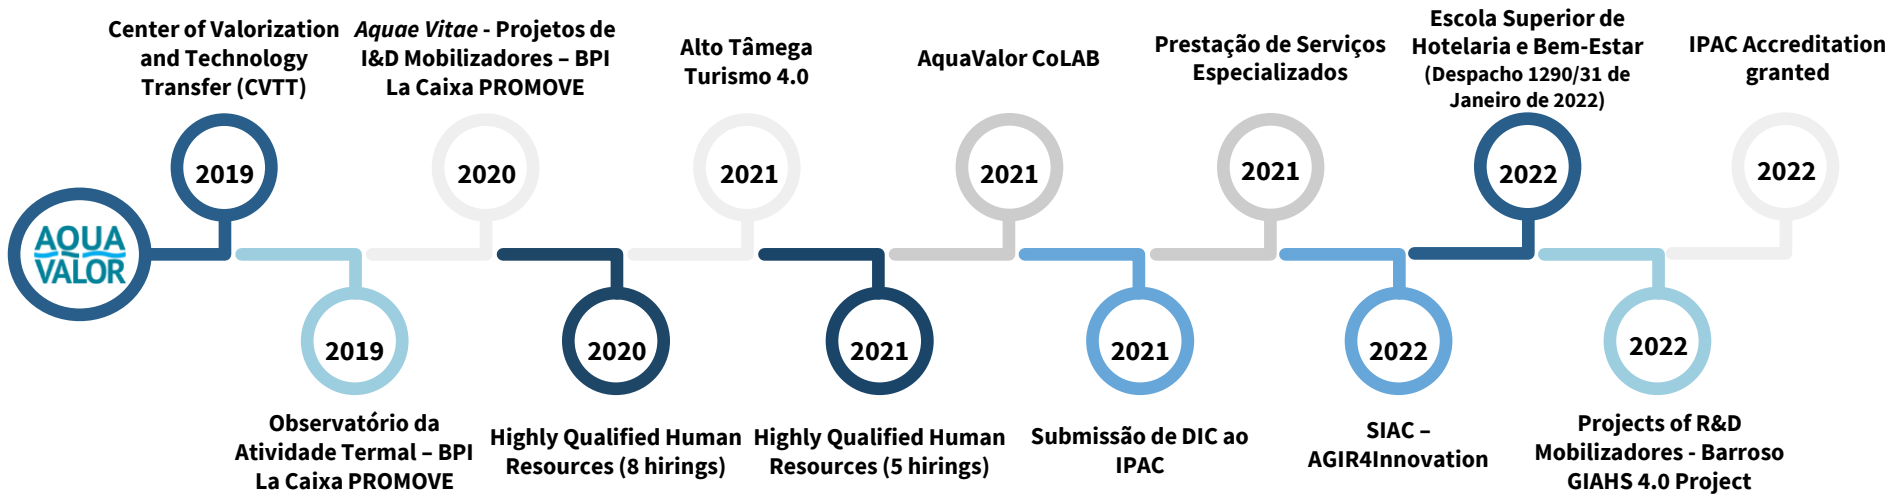 Center of Valorization
and Technology
Transfer (CVTT)
Aquae Vitae - Projetos de
I&D Mobilizadores – BPI
La Caixa PROMOVE
Alto Tâmega
Turismo 4.0
AquaValor CoLAB
Prestação de Serviços
Especializados
Escola Superior de
Hotelaria e Bem-Estar
(Despacho 1290/31 de
Janeiro de 2022)
IPAC Accreditation
granted
2019
2020
2021
2021
2021
2022
2022
AQUA
VALOR
2019
2020
2021
2021
2022
2022
Observatório da
Atividade Termal – BPI
La Caixa PROMOVE
Highly Qualified Human
Resources (8 hirings)
Highly Qualified Human
Resources (5 hirings)
Submissão de DIC ao
IPAC
SIAC –
AGIR4Innovation
Projects of R&D
Mobilizadores - Barroso
GIAHS 4.0 Project